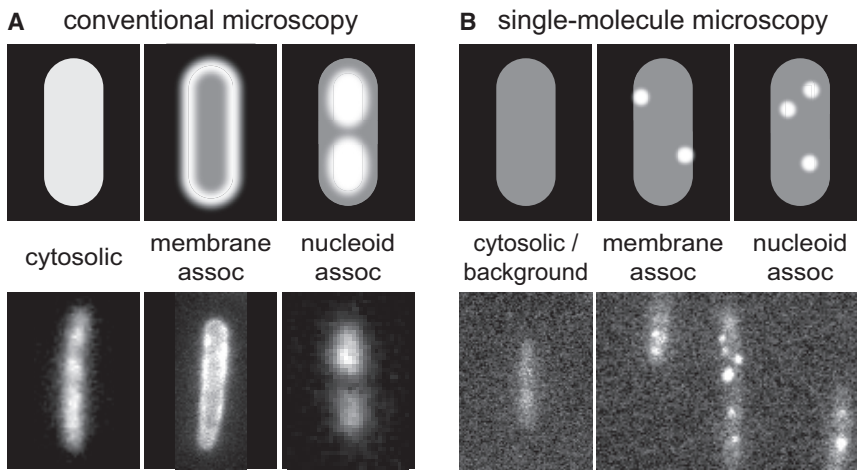 A conventional microscopy
cytosolic
membrane
assoc
nucleoid
assoc
B single-molecule microscopy
cytosolic /
background
membrane
assoc
nucleoid
assoc